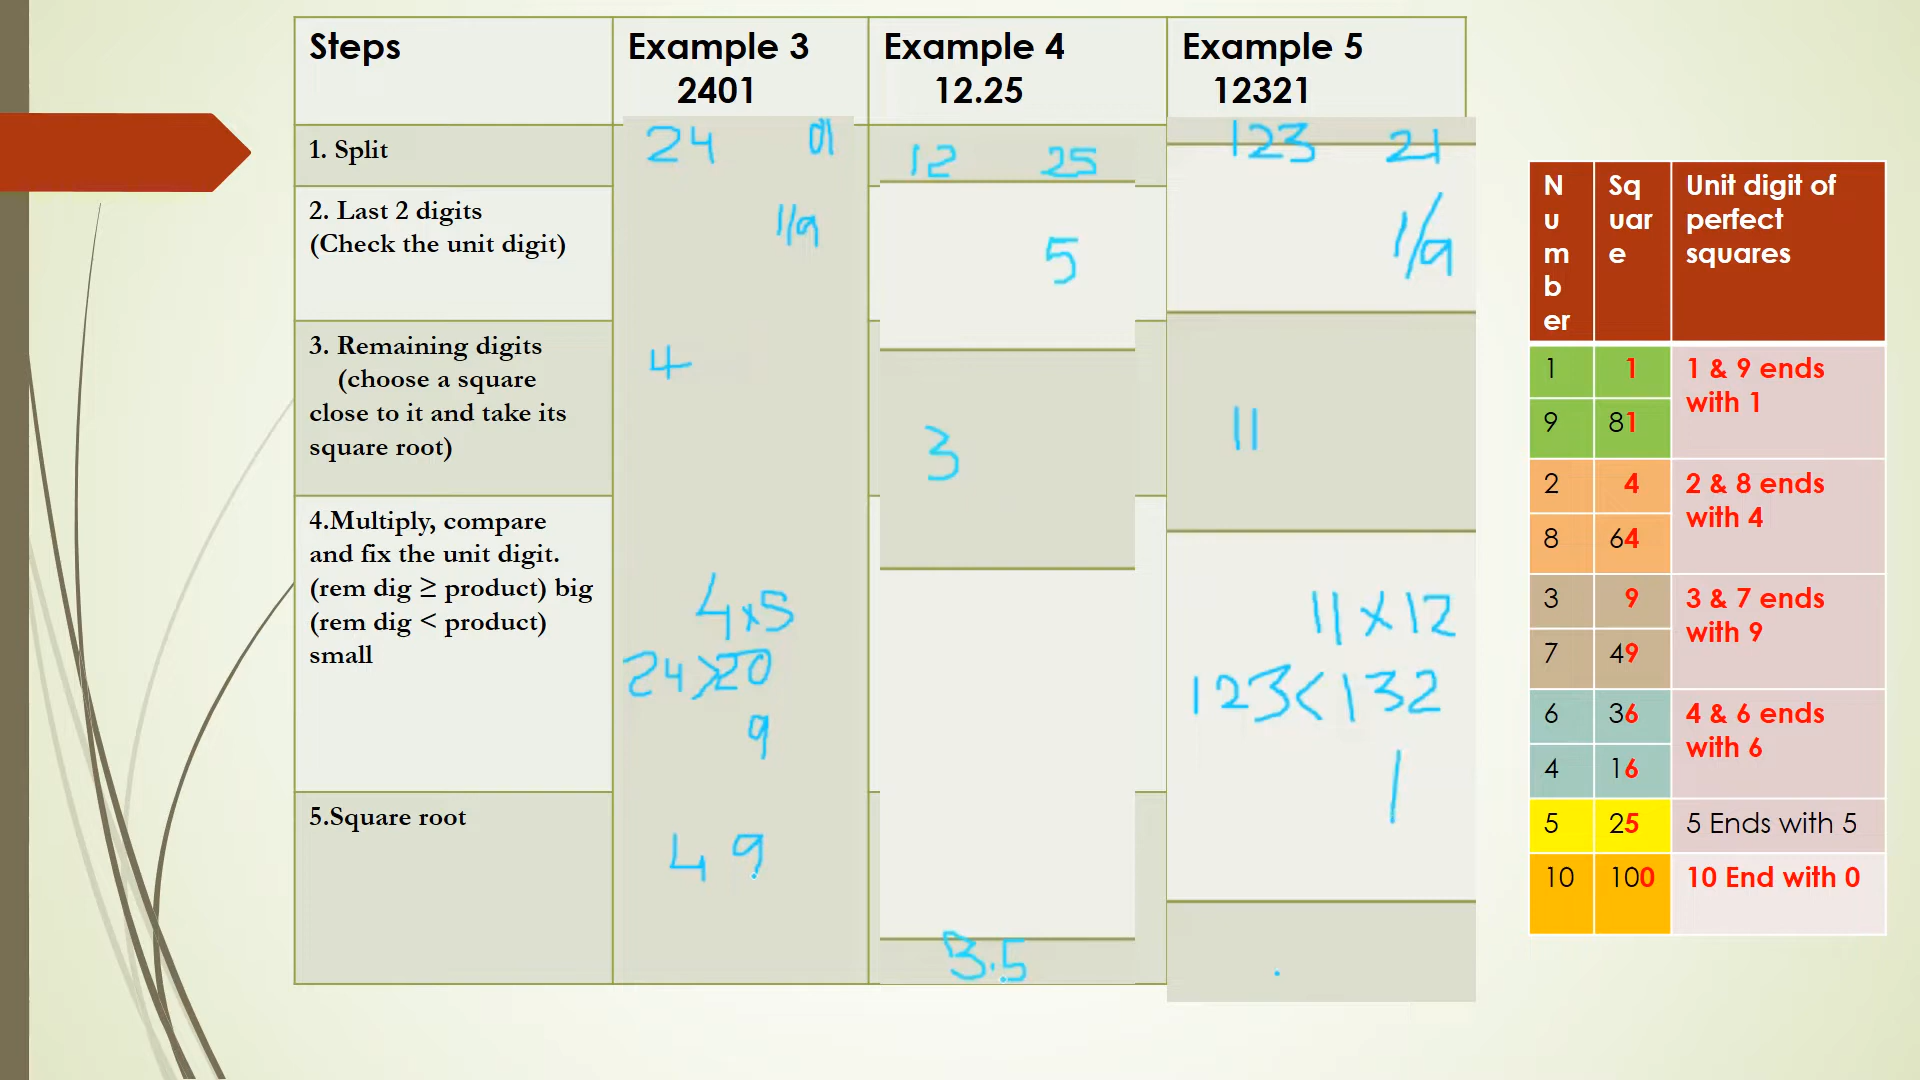 Steps
Example 3
2401
Example 4
12.25
Example 5
12321
1. Split
24 01
12 25
123 21
2. Last 2 digits
(Check the unit digit)
1/9
5
1/9
3. Remaining digits
(choose a square
close to it and take its
square root)
4
3
11
4.Multiply, compare
and fix the unit digit.
(rem dig ≥ product) big
(rem dig < product)
small
4x5
24>20
9
11x12
123<132
1
5.Square root
49
3.5
N
u
m
b
er
Sq
uar
e
Unit digit of
perfect
squares
1 1
1 & 9 ends
with 1
9 81
2 4
2 & 8 ends
with 4
8 64
3 9
3 & 7 ends
with 9
7 49
6 36
4 & 6 ends
with 6
4 16
5 25 5 Ends with 5
10 100 10 End with 0